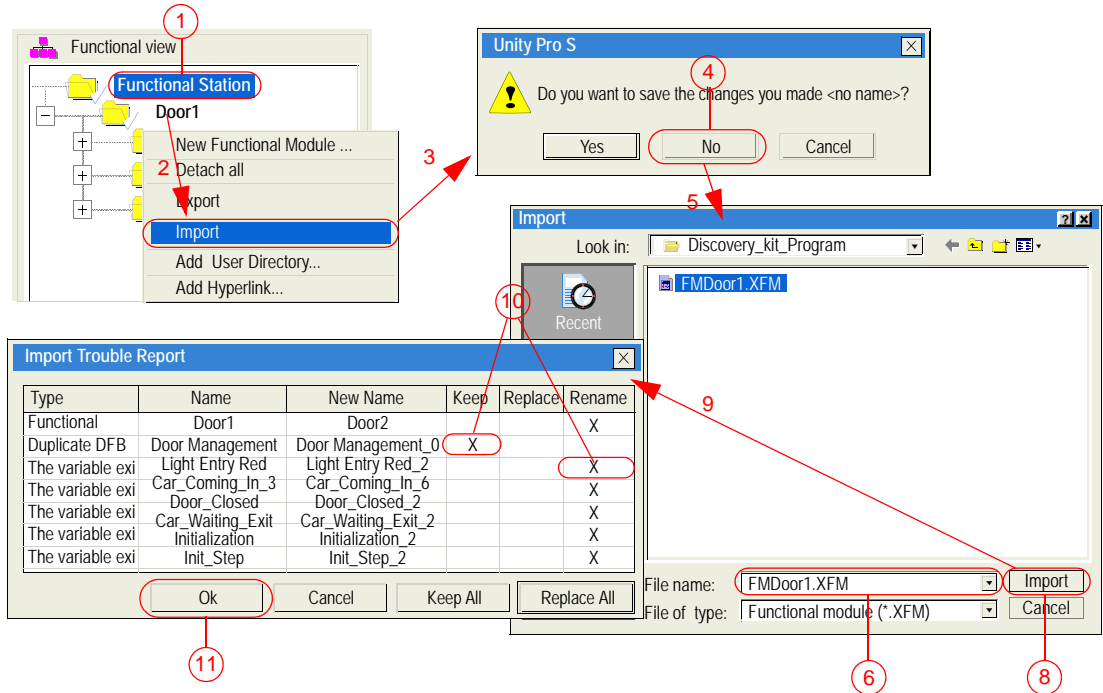 1
Functional view
Functional Station
Door1
New Functional Module ...
2
Detach all
Export
Import
Add User Directory...
Add Hyperlink...
3
Unity Pro S
4
Do you want to save the changes you made <no name>?
Yes
No
Cancel
5
Import
Look in:
Discovery_kit_Program
FMDoor1.XFM
Recent
10
9
Import Trouble Report
Type Name New Name Keep Replace Rename
Functional Door1 Door2 X
Duplicate DFB Door Management Door Management_0 X
The variable exi Light Entry Red Light Entry Red_2 X
The variable exi Car_Coming_In_3 Car_Coming_In_6 X
The variable exi Door_Closed Door_Closed_2 X
The variable exi Car_Waiting_Exit Car_Waiting_Exit_2 X
Initialization Initialization_2
The variable exi Init_Step Init_Step_2 X
Ok
Cancel
Keep All
Replace All
File name: FMDoor1.XFM
Import
File of type: Functional module (*.XFM)
Cancel
11
6
8